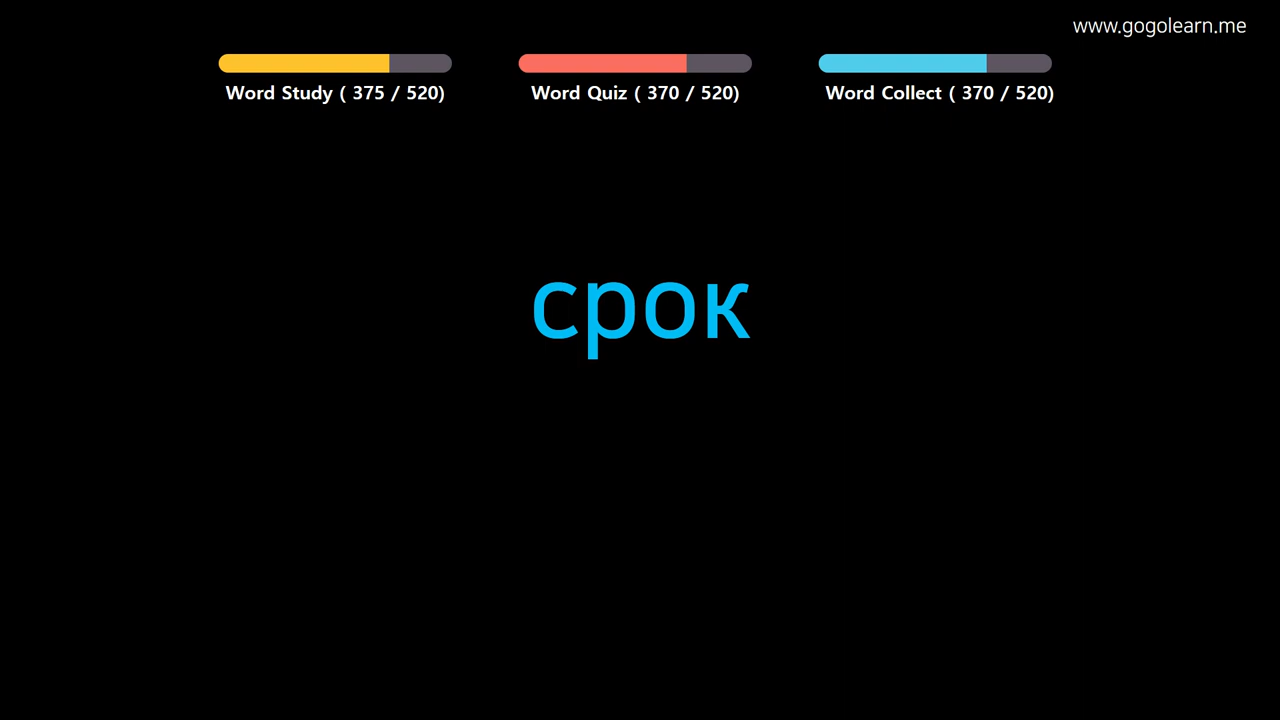 www.gogolearn.me
Word Study ( 375 / 520)
Word Quiz ( 370 / 520)
Word Collect ( 370 / 520)
срок